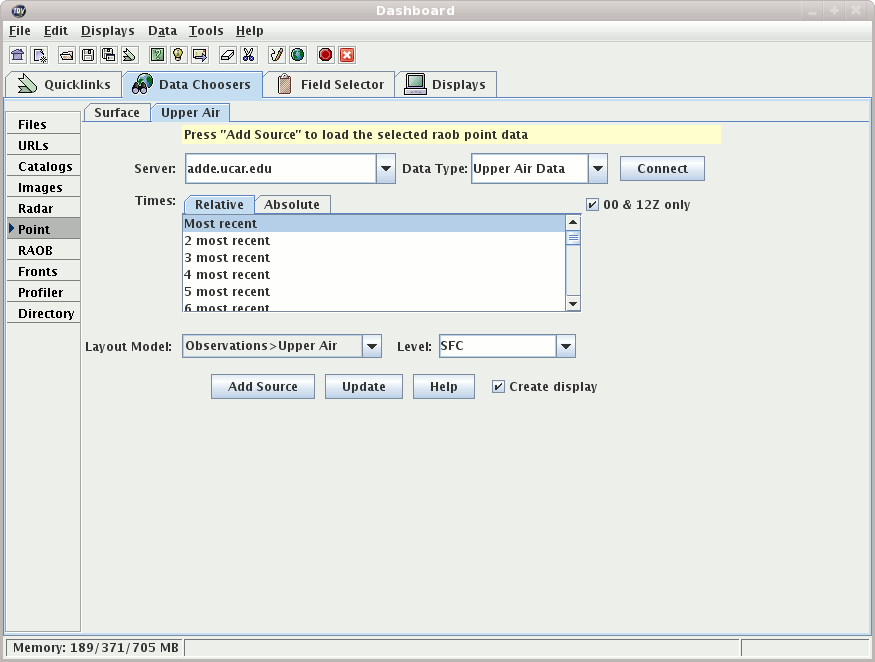 IDV
Dashboard
File Edit Displays Data Tools Help
Quicklinks Data Choosers Field Selector Displays
Surface Upper Air
Files
URLs
Catalogs
Images
Radar
Point
RAOB
Fronts
Profiler
Directory
Press "Add Source" to load the selected raob point data
Server: adde.ucar.edu Data Type: Upper Air Data Connect
Times: Relative Absolute 00 & 12Z only
Most recent
2 most recent
3 most recent
4 most recent
5 most recent
6 most recent
Layout Model: Observations>Upper Air Level: SFC
Add Source Update Help Create display
Memory: 189/371/705 MB